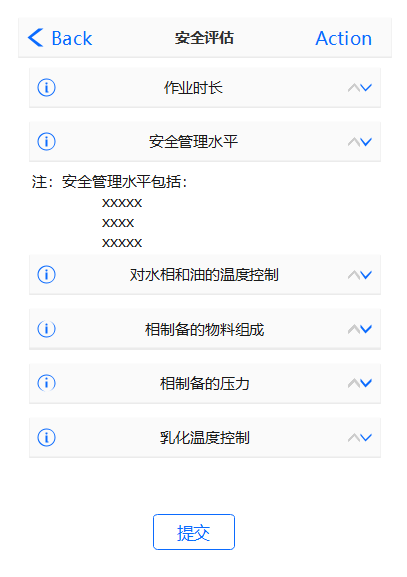 Back 安全评估 Action
作业时长
安全管理水平
注：安全管理水平包括：
xxxxx
xxxx
xxxxx
对水相和油的温度控制
相制备的物料组成
相制备的压力
乳化温度控制
提交